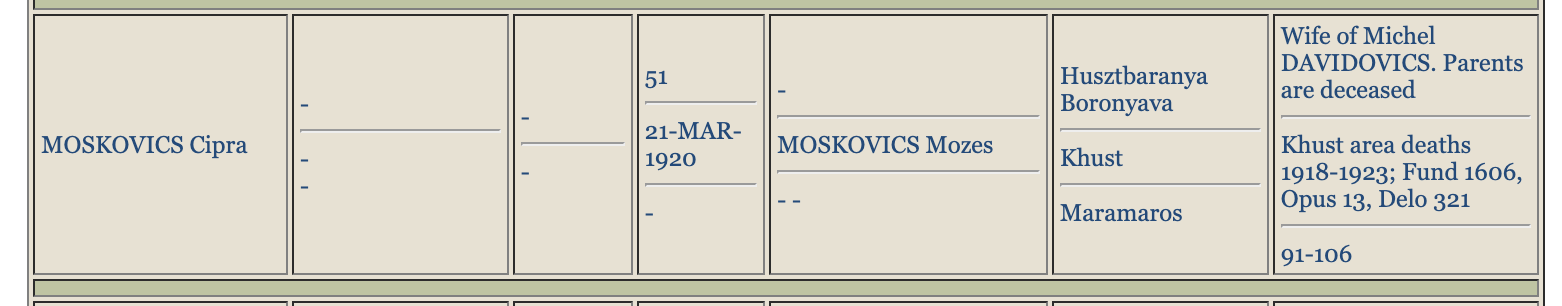 MOSKOVICS Cipra
-
-
-
-
-
51
21-MAR-
1920
-
-
MOSKOVICS Mozes
- -
Husztbaranya
Boronyava
Khust
Maramaros
Wife of Michel
DAVIDOVICS. Parents
are deceased
Khust area deaths
1918-1923; Fund 1606,
Opus 13, Delo 321
91-106